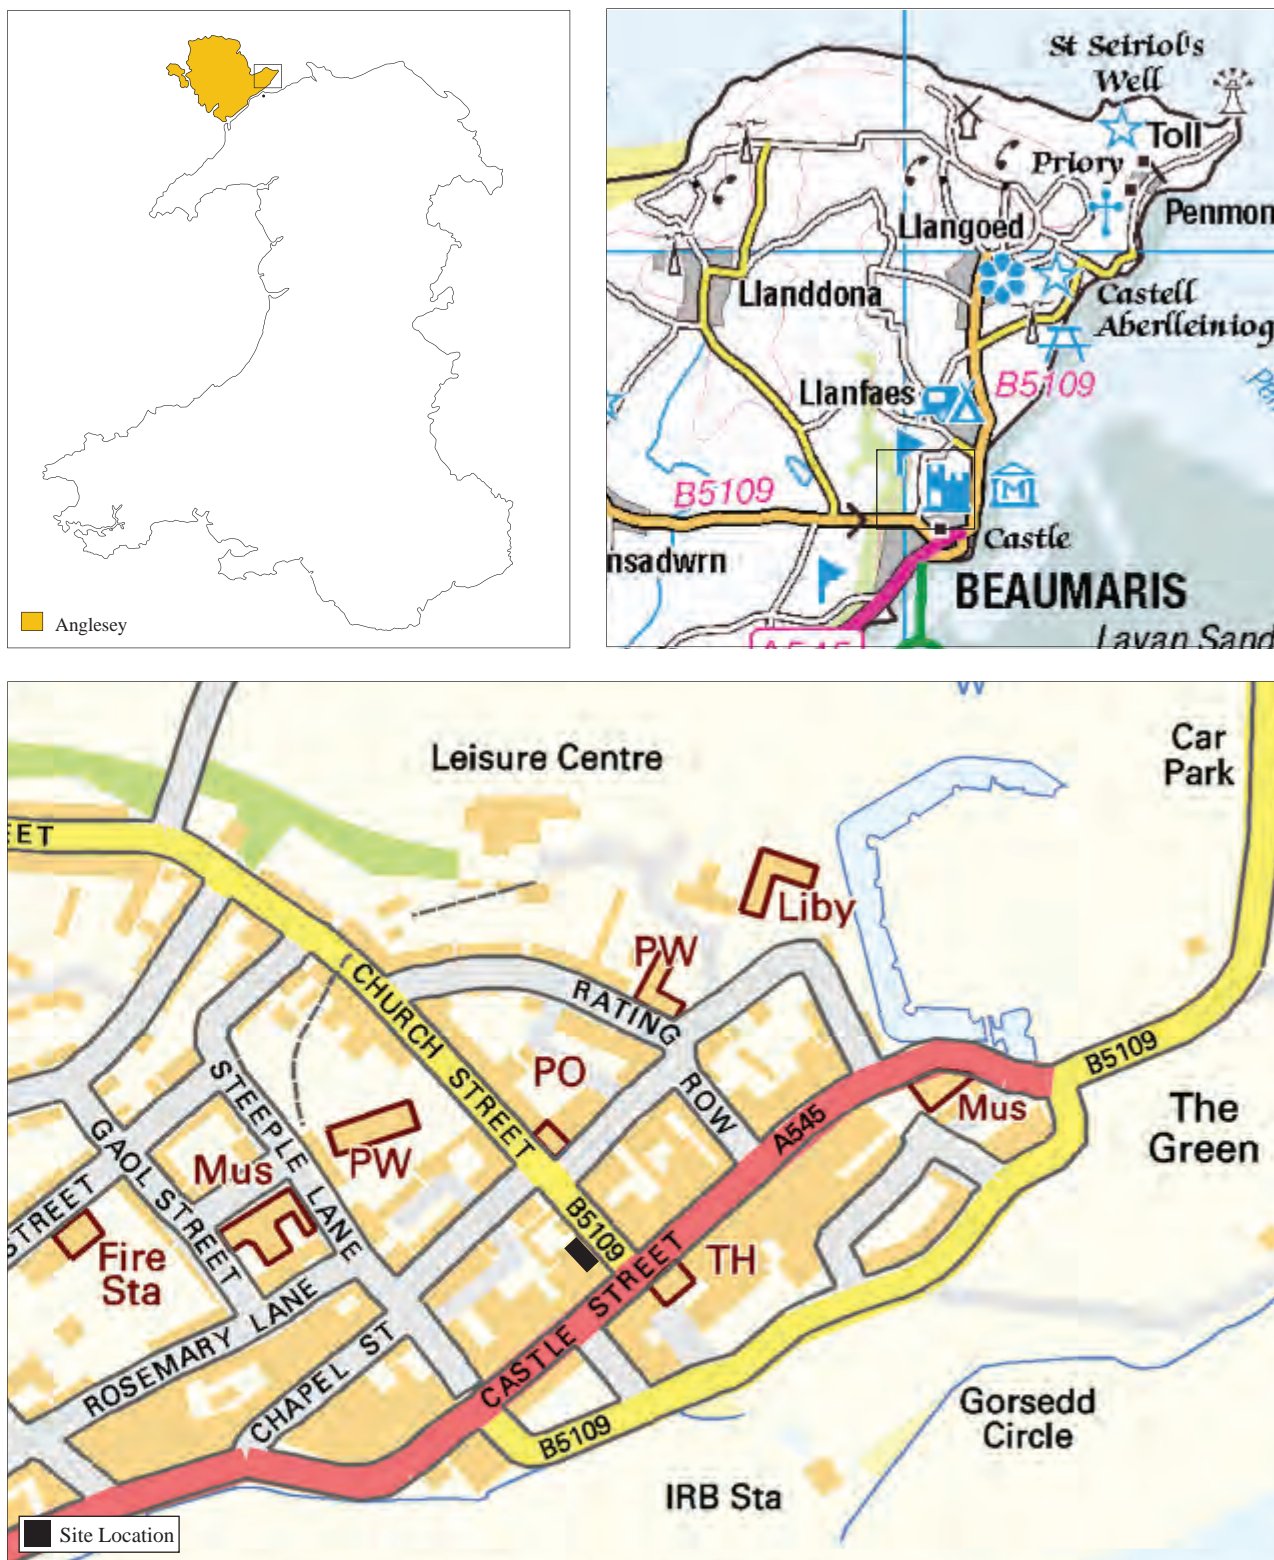 Anglesey
St Seiriol's
Well
Toll
Priory
Penmon
Llangoed
Llanddona
Castell
Aberlleiniog
Llanfaes
B5109
B5109
M
Castle
nsadwrn
BEAUMARIS
A545
Lavan Sand
W
Leisure Centre
Car
Park
EET
Liby
PW
RATING
ROW
CHURCH STREET
PO
B5109
A545
Mus
The
Green
STEEPLE LANE
GAOL STREET
Mus
PW
STREET
Fire
Sta
B5109
TH
CASTLE STREET
ROSEMARY LANE
CHAPEL ST
B5109
Gorsedd
Circle
IRB Sta
Site Location